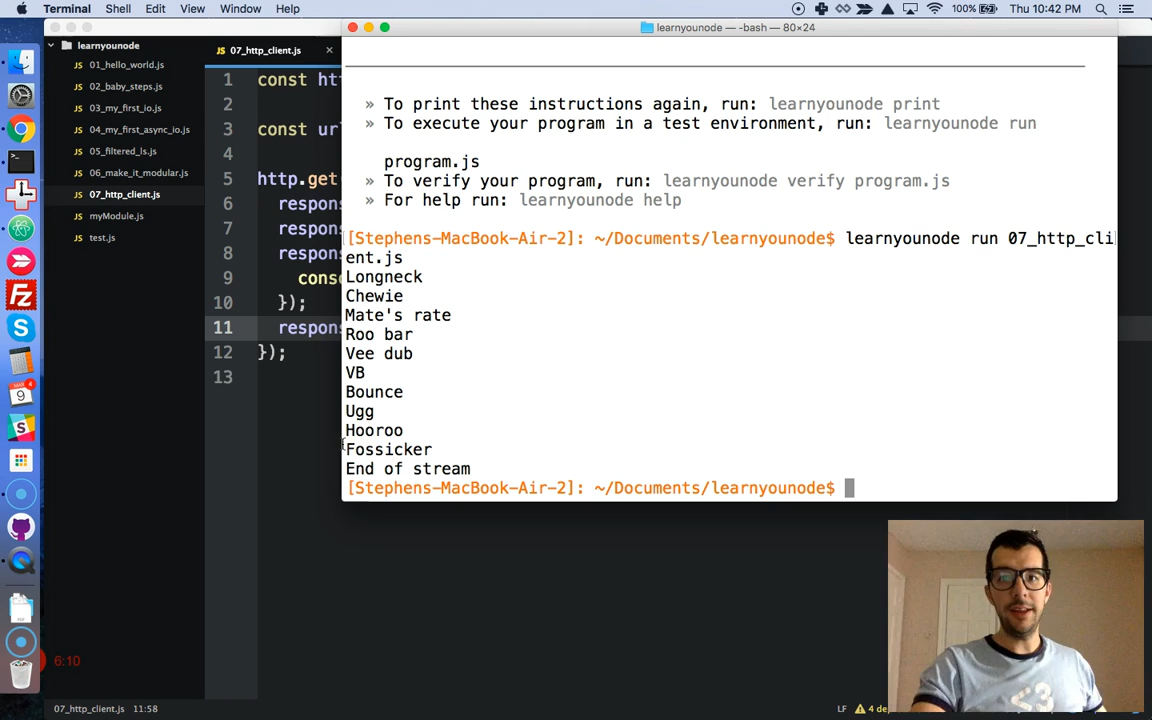 Terminal Shell Edit View Window Help 100% Thu 10:42 PM
learnyounode
01_hello_world.js
02_baby_steps.js
03_my_first_io.js
04_my_first_async_io.js
05_filtered_ls.js
06_make_it_modular.js
07_http_client.js
myModule.js
test.js
07_http_client.js
1 const htt
2
3 const url
4
5 http.get(
6 respons
7 respons
8 respons
9 conso
10 });
11 respons
12 });
13
learnyounode — -bash — 80×24
» To print these instructions again, run: learnyounode print
» To execute your program in a test environment, run: learnyounode run
program.js
» To verify your program, run: learnyounode verify program.js
» For help run: learnyounode help
[Stephens-MacBook-Air-2]: ~/Documents/learnyounode$ learnyounode run 07_http_cli
ent.js
Longneck
Chewie
Mate's rate
Roo bar
Vee dub
VB
Bounce
Ugg
Hooroo
Fossicker
End of stream
[Stephens-MacBook-Air-2]: ~/Documents/learnyounode$
6:10
07_http_client.js 11:58
LF 4 de